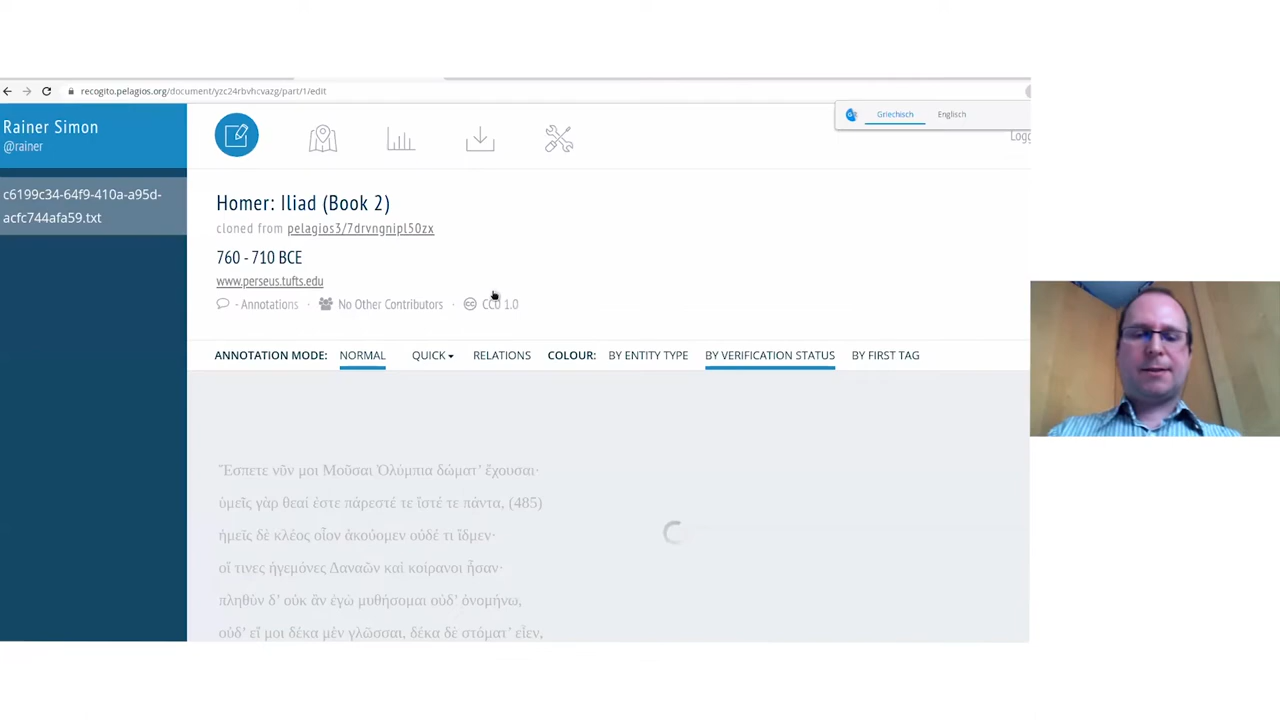 recogito.pelagios.org/document/yzc24rbvhcvazg/part/1/edit
Griechisch Englisch
Rainer Simon
@rainer
Logg
c6199c34-64f9-410a-a95d-
acfc744afa59.txt
Homer: Iliad (Book 2)
cloned from pelagios3/7drvngnipl50zx
760 - 710 BCE
www.perseus.tufts.edu
- Annotations · No Other Contributors · CC0 1.0
ANNOTATION MODE: NORMAL QUICK RELATIONS COLOUR: BY ENTITY TYPE BY VERIFICATION STATUS BY FIRST TAG
Ἔσπετε νῦν μοι Μοῦσαι Ὀλύμπια δώματ’ ἔχουσαι·
ὑμεῖς γὰρ θεαί ἐστε πάρεστέ τε ἴστέ τε πάντα, (485)
ἡμεῖς δὲ κλέος οἶον ἀκούομεν οὐδέ τι ἴδμεν·
οἵ τινες ἡγεμόνες Δαναῶν καὶ κοίρανοι ἦσαν·
πληθὺν δ’ οὐκ ἂν ἐγὼ μυθήσομαι οὐδ’ ὀνομήνω,
οὐδ’ εἴ μοι δέκα μὲν γλῶσσαι, δέκα δὲ στόματ’ εἶεν,